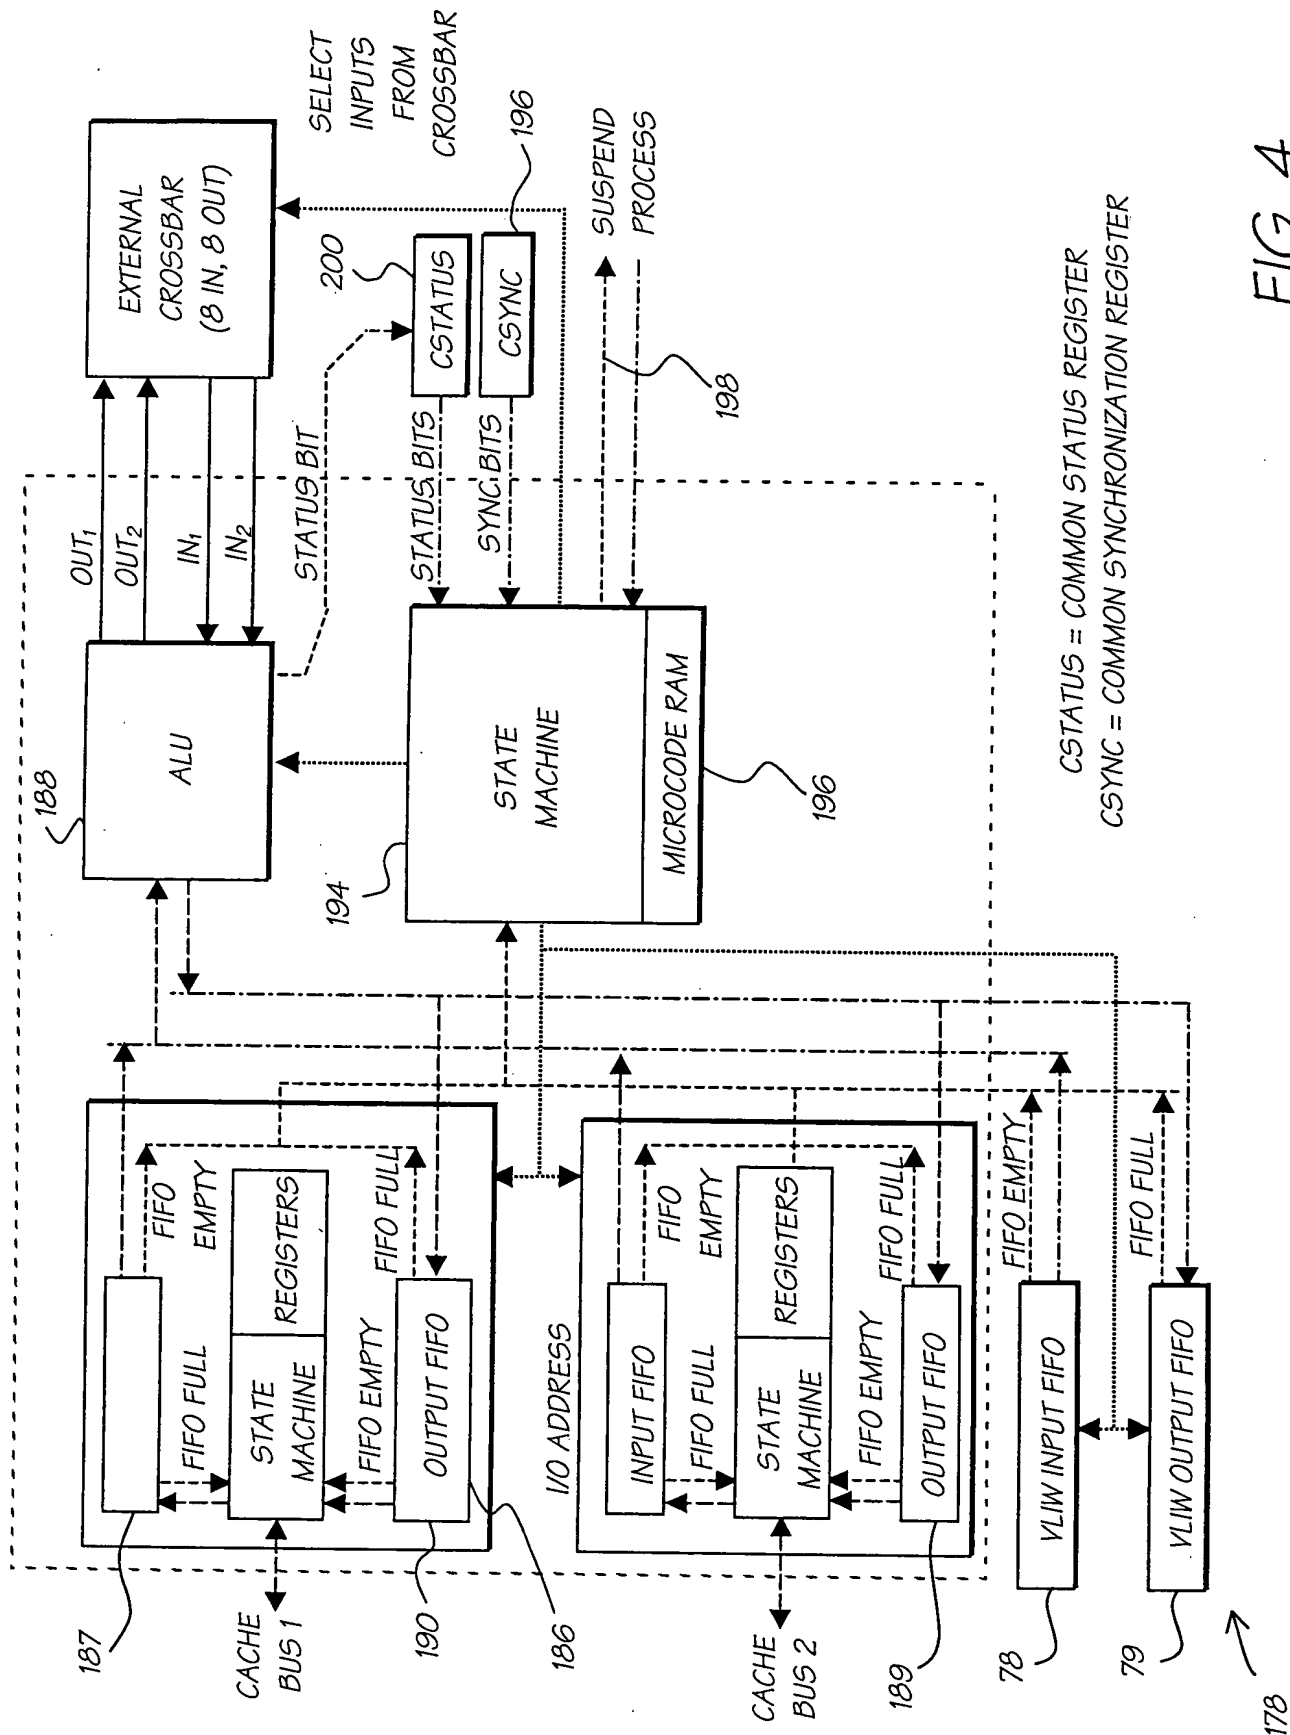 SELECT
INPUTS
FROM
CROSSBAR
EXTERNAL
CROSSBAR
(8 IN, 8 OUT)
OUT1
OUT2
IN1
IN2
STATUS BIT
200
CSTATUS
196
CSYNC
STATUS BITS
SYNC BITS
SUSPEND
PROCESS
198
188
ALU
194
STATE
MACHINE
MICROCODE RAM
196
187
FIFO
EMPTY
FIFO FULL
STATE
MACHINE
REGISTERS
CACHE
BUS 1
FIFO EMPTY
FIFO FULL
OUTPUT FIFO
190
186
I/O ADDRESS
INPUT FIFO
FIFO
EMPTY
FIFO FULL
STATE
MACHINE
REGISTERS
CACHE
BUS 2
FIFO EMPTY
FIFO FULL
OUTPUT FIFO
189
VLIW INPUT FIFO
FIFO EMPTY
78
VLIW OUTPUT FIFO
FIFO FULL
79
178
CSTATUS = COMMON STATUS REGISTER
CSYNC = COMMON SYNCHRONIZATION REGISTER
FIG. 4